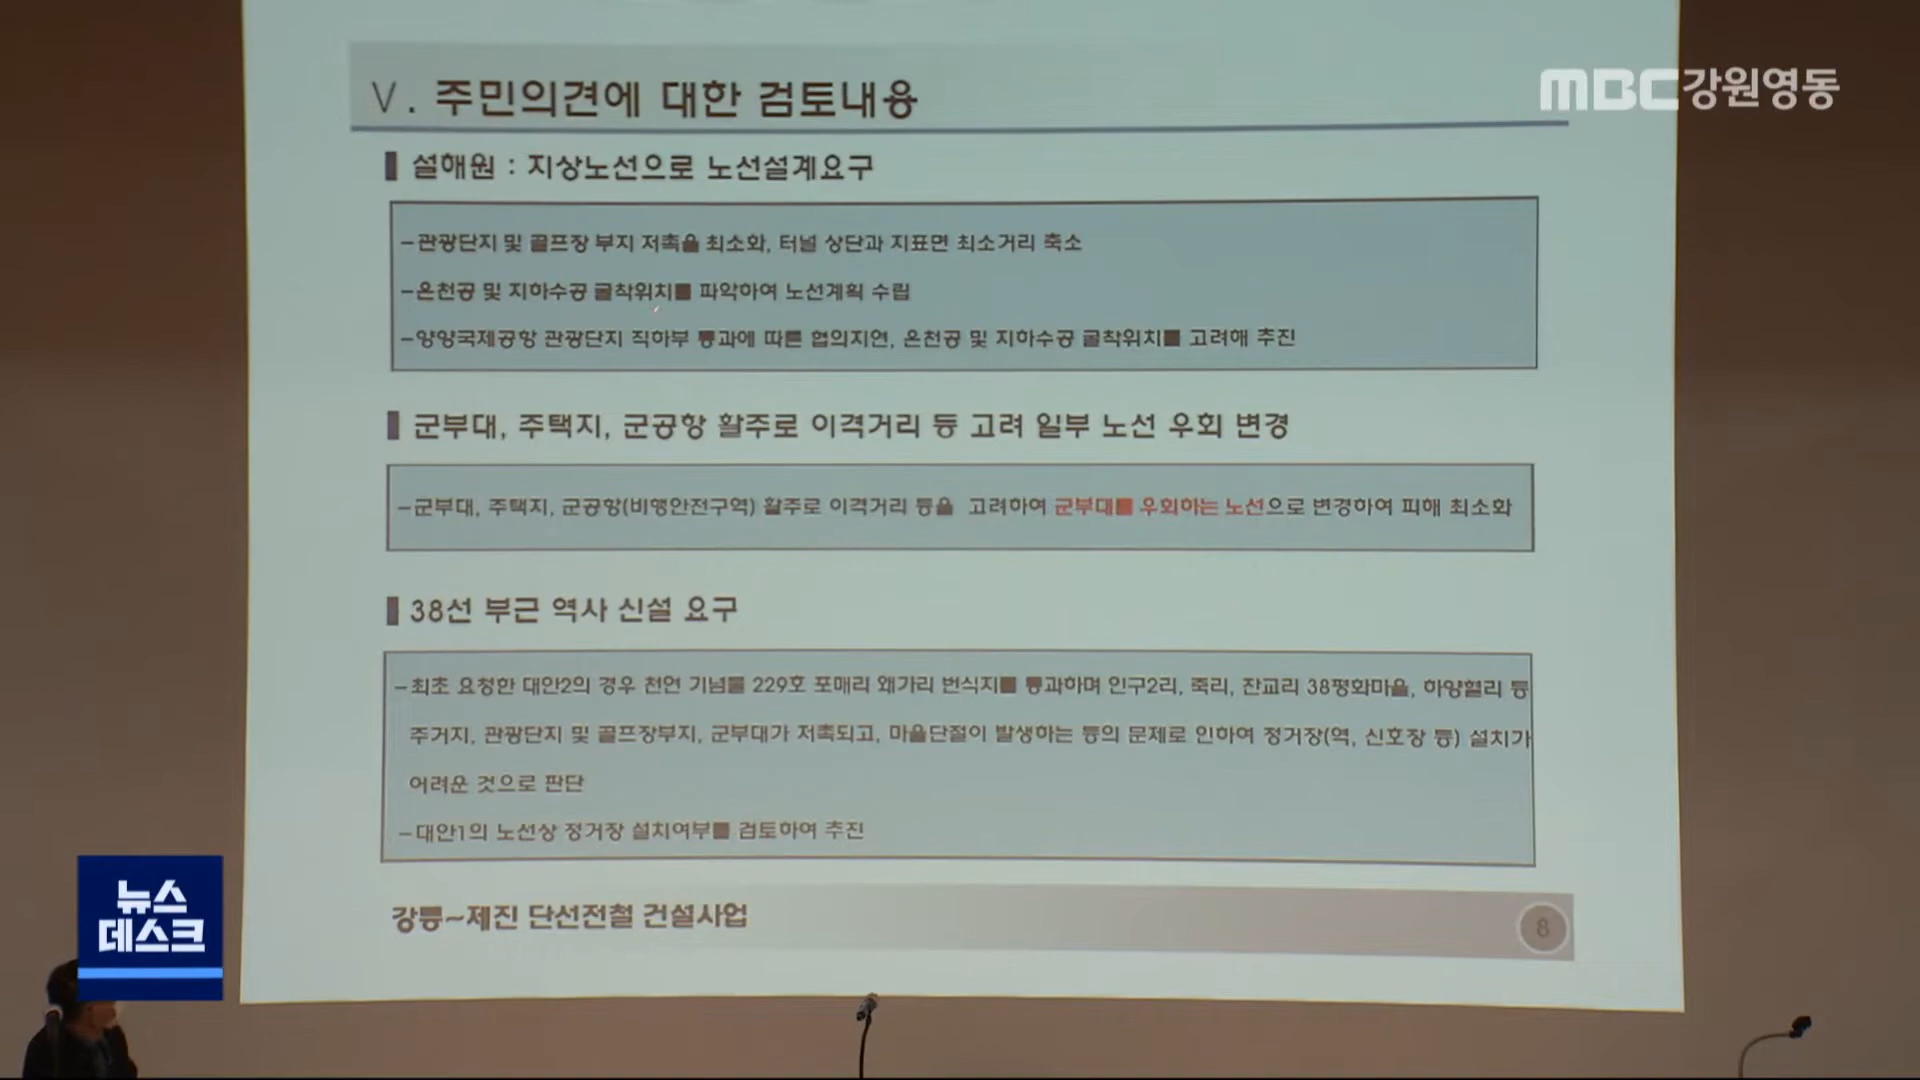 MBC강원영동
Ⅴ. 주민의견에 대한 검토내용
설해원 : 지상노선으로 노선설계요구
-관광단지 및 골프장 부지 저촉을 최소화, 터널 상단과 지표면 최소거리 축소
-온천공 및 지하수공 굴착위치를 파악하여 노선계획 수립
-양양국제공항 관광단지 직하부 통과에 따른 협의지연, 온천공 및 지하수공 굴착위치를 고려해 추진
군부대, 주택지, 군공항 활주로 이격거리 등 고려 일부 노선 우회 변경
-군부대, 주택지, 군공항(비행안전구역) 활주로 이격거리 등을 고려하여 군부대를 우회하는 노선으로 변경하여 피해 최소화
38선 부근 역사 신설 요구
-최초 요청한 대안2의 경우 천연 기념물 229호 포매리 왜가리 번식지를 통과하며 인구2리, 죽리, 잔교리 38평화마을, 하양혈리 등
주거지, 관광단지 및 골프장부지, 군부대가 저촉되고, 마을단절이 발생하는 등의 문제로 인하여 정거장(역, 신호장 등) 설치가
어려운 것으로 판단
-대안1의 노선상 정거장 설치여부를 검토하여 추진
강릉~제진 단선전철 건설사업
8
뉴스
데스크